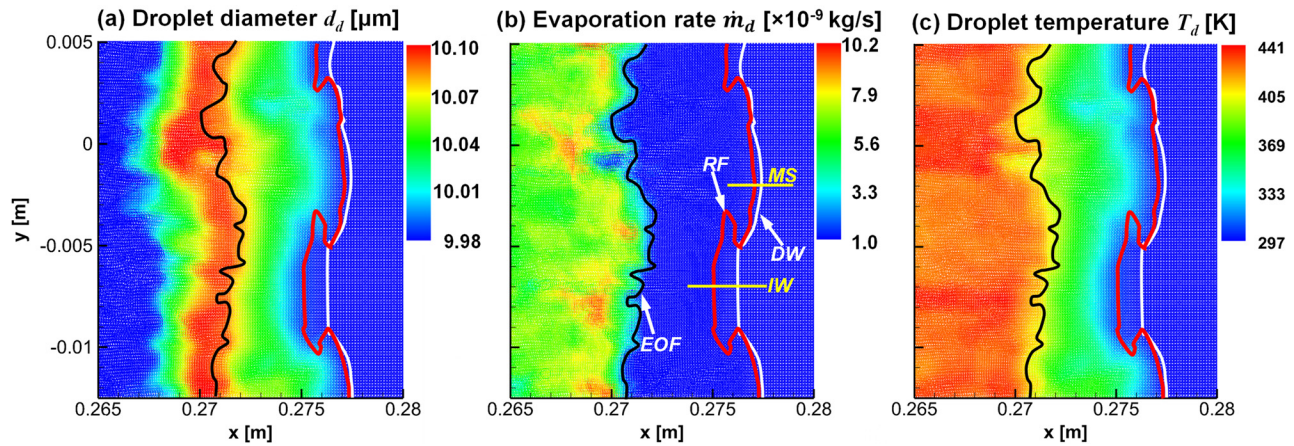 (a) Droplet diameter d_d [μm]
0.005
0
-0.005
-0.01
y [m]
0.265
0.27
0.275
0.28
x [m]
10.10
10.07
10.04
10.01
9.98
(b) Evaporation rate ṁ_d [×10⁻⁹ kg/s]
RF
MS
DW
IW
EOF
0.265
0.27
0.275
0.28
x [m]
10.2
7.9
5.6
3.3
1.0
(c) Droplet temperature T_d [K]
0.265
0.27
0.275
0.28
x [m]
441
405
369
333
297